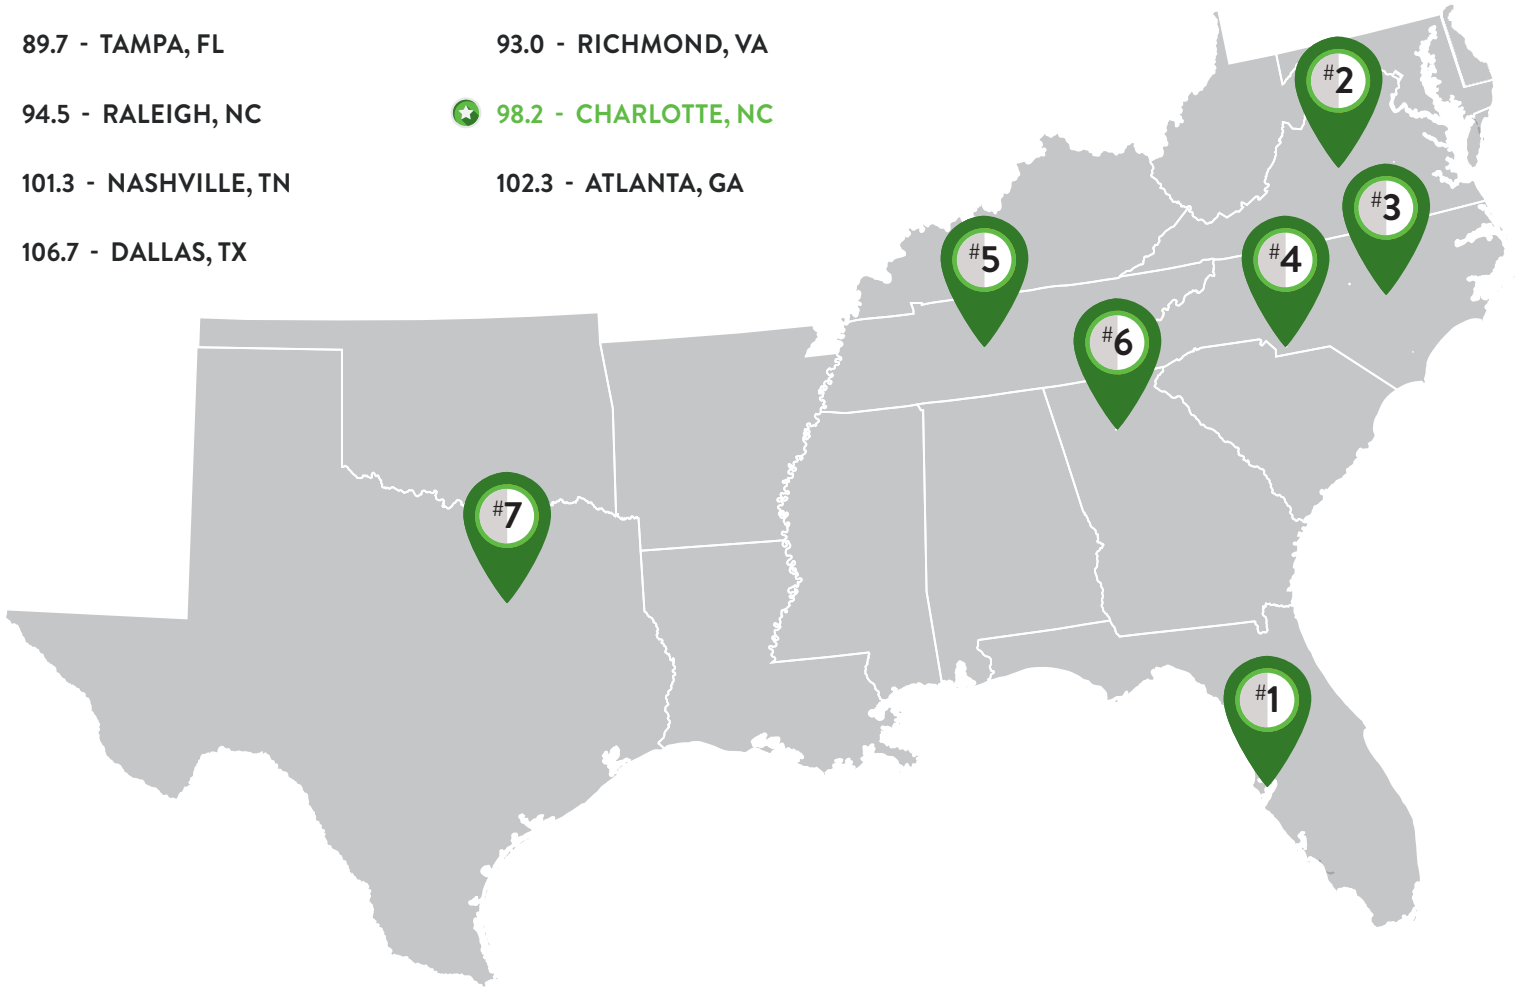 89.7 - TAMPA, FL
93.0 - RICHMOND, VA
94.5 - RALEIGH, NC
98.2 - CHARLOTTE, NC
101.3 - NASHVILLE, TN
102.3 - ATLANTA, GA
106.7 - DALLAS, TX
#2
#3
#5
#4
#6
#7
#1